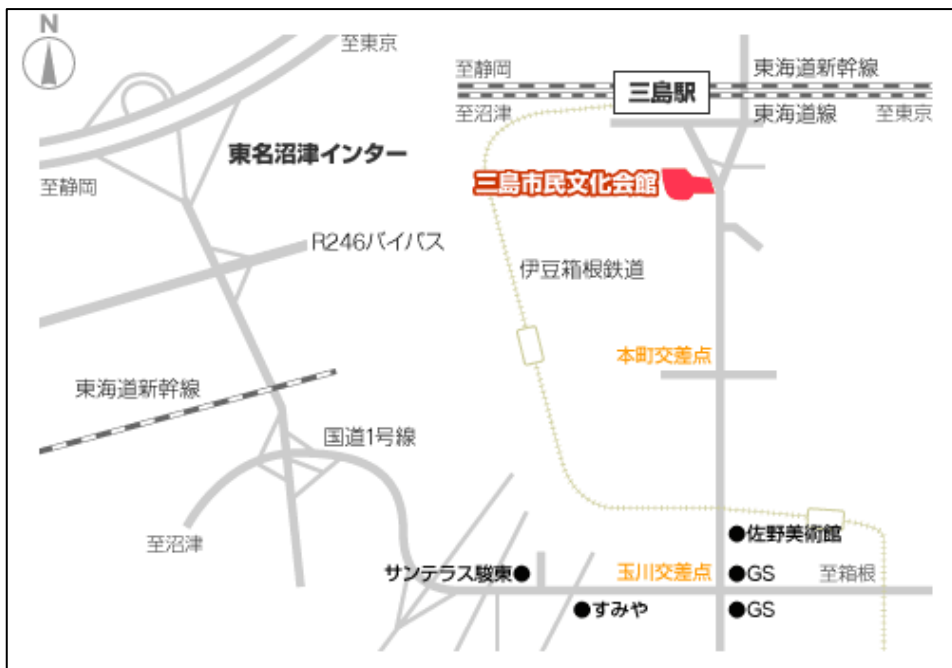 N
至東京
至静岡
東海道新幹線
三島駅
至沼津
東海道線
至東京
東名沼津インター
至静岡
三島市民文化会館
R246バイパス
伊豆箱根鉄道
本町交差点
東海道新幹線
国道1号線
至沼津
●佐野美術館
サンテラス駿東●
玉川交差点
●GS
至箱根
●すみや
●GS